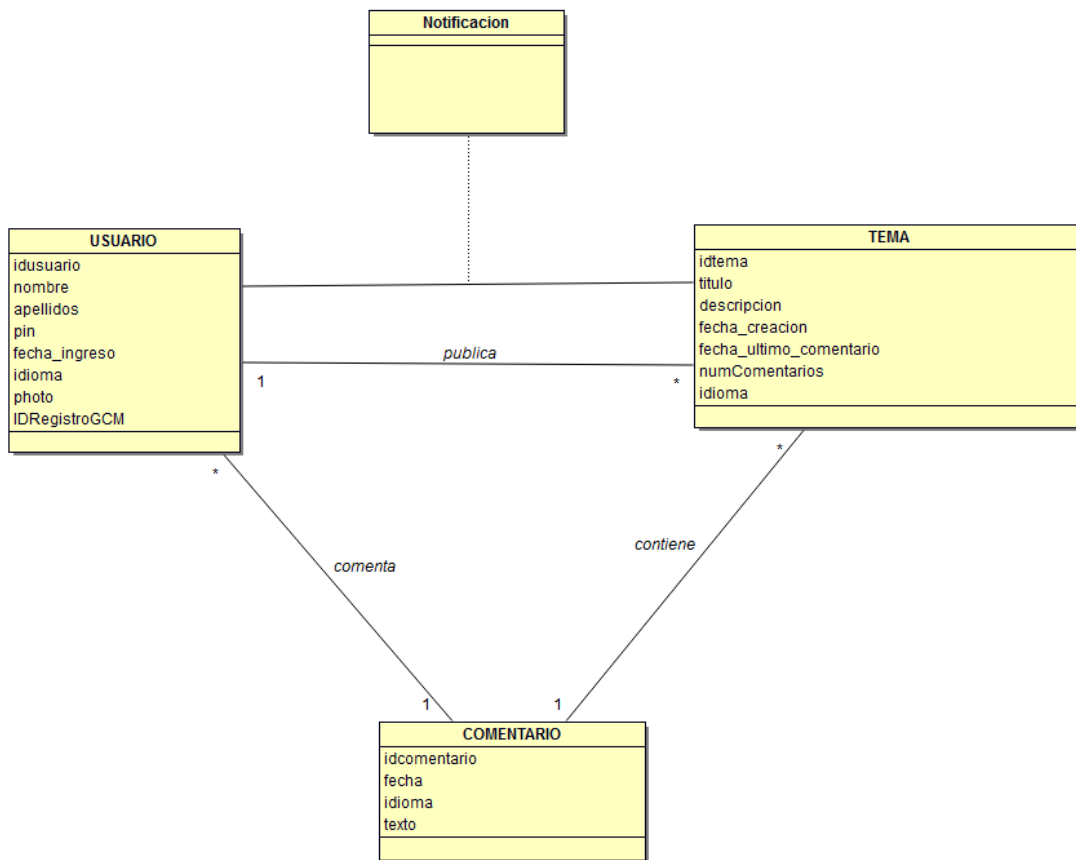 Notificacion
USUARIO
idusuario
nombre
apellidos
pin
fecha_ingreso
idioma
photo
IDRegistroGCM
TEMA
idtema
titulo
descripcion
fecha_creacion
fecha_ultimo_comentario
numComentarios
idioma
publica
1
*
*
*
comenta
contiene
1
1
COMENTARIO
idcomentario
fecha
idioma
texto